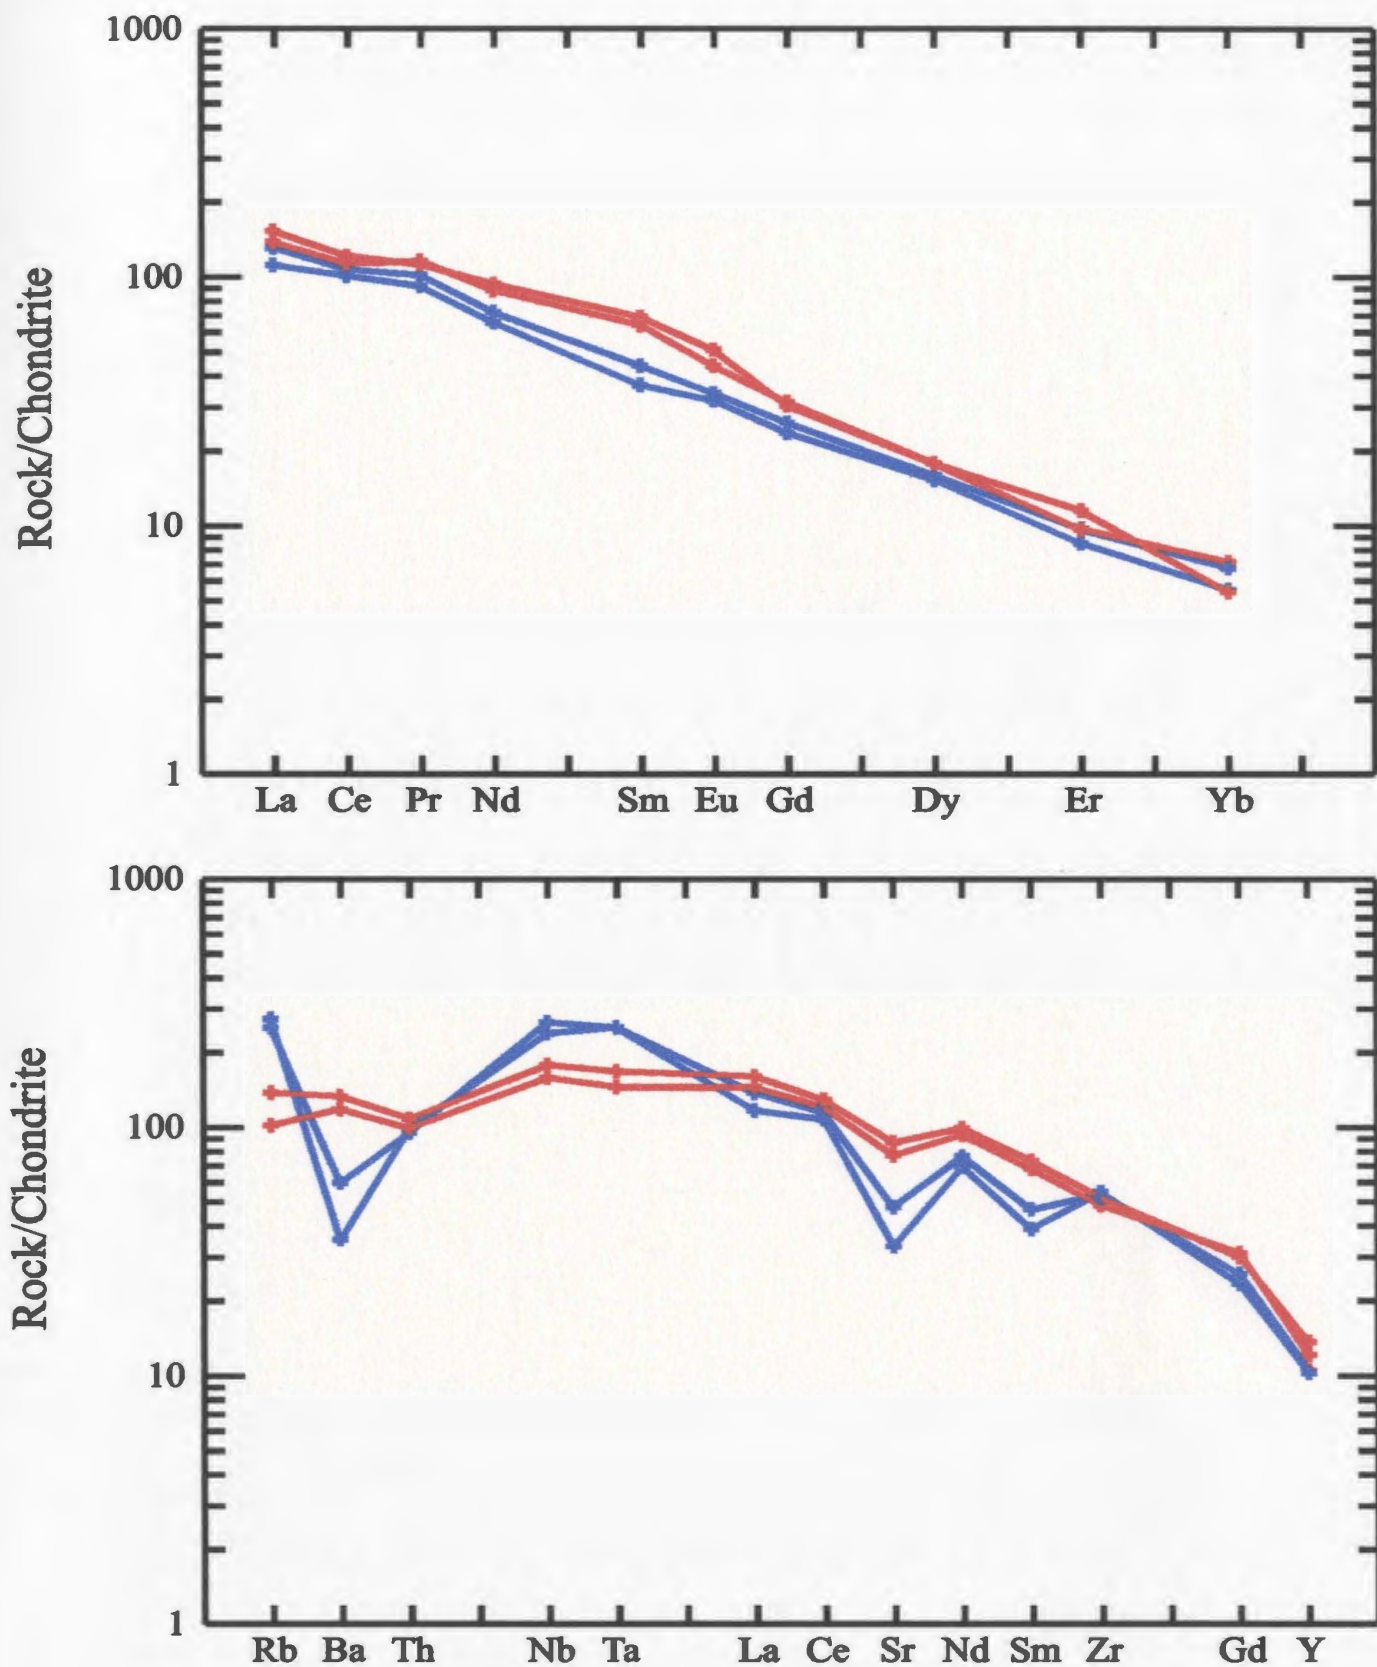 1000
100
10
1
Rock/Chondrite
La Ce Pr Nd Sm Eu Gd Dy Er Yb
1000
100
10
1
Rock/Chondrite
Rb Ba Th Nb Ta La Ce Sr Nd Sm Zr Gd Y